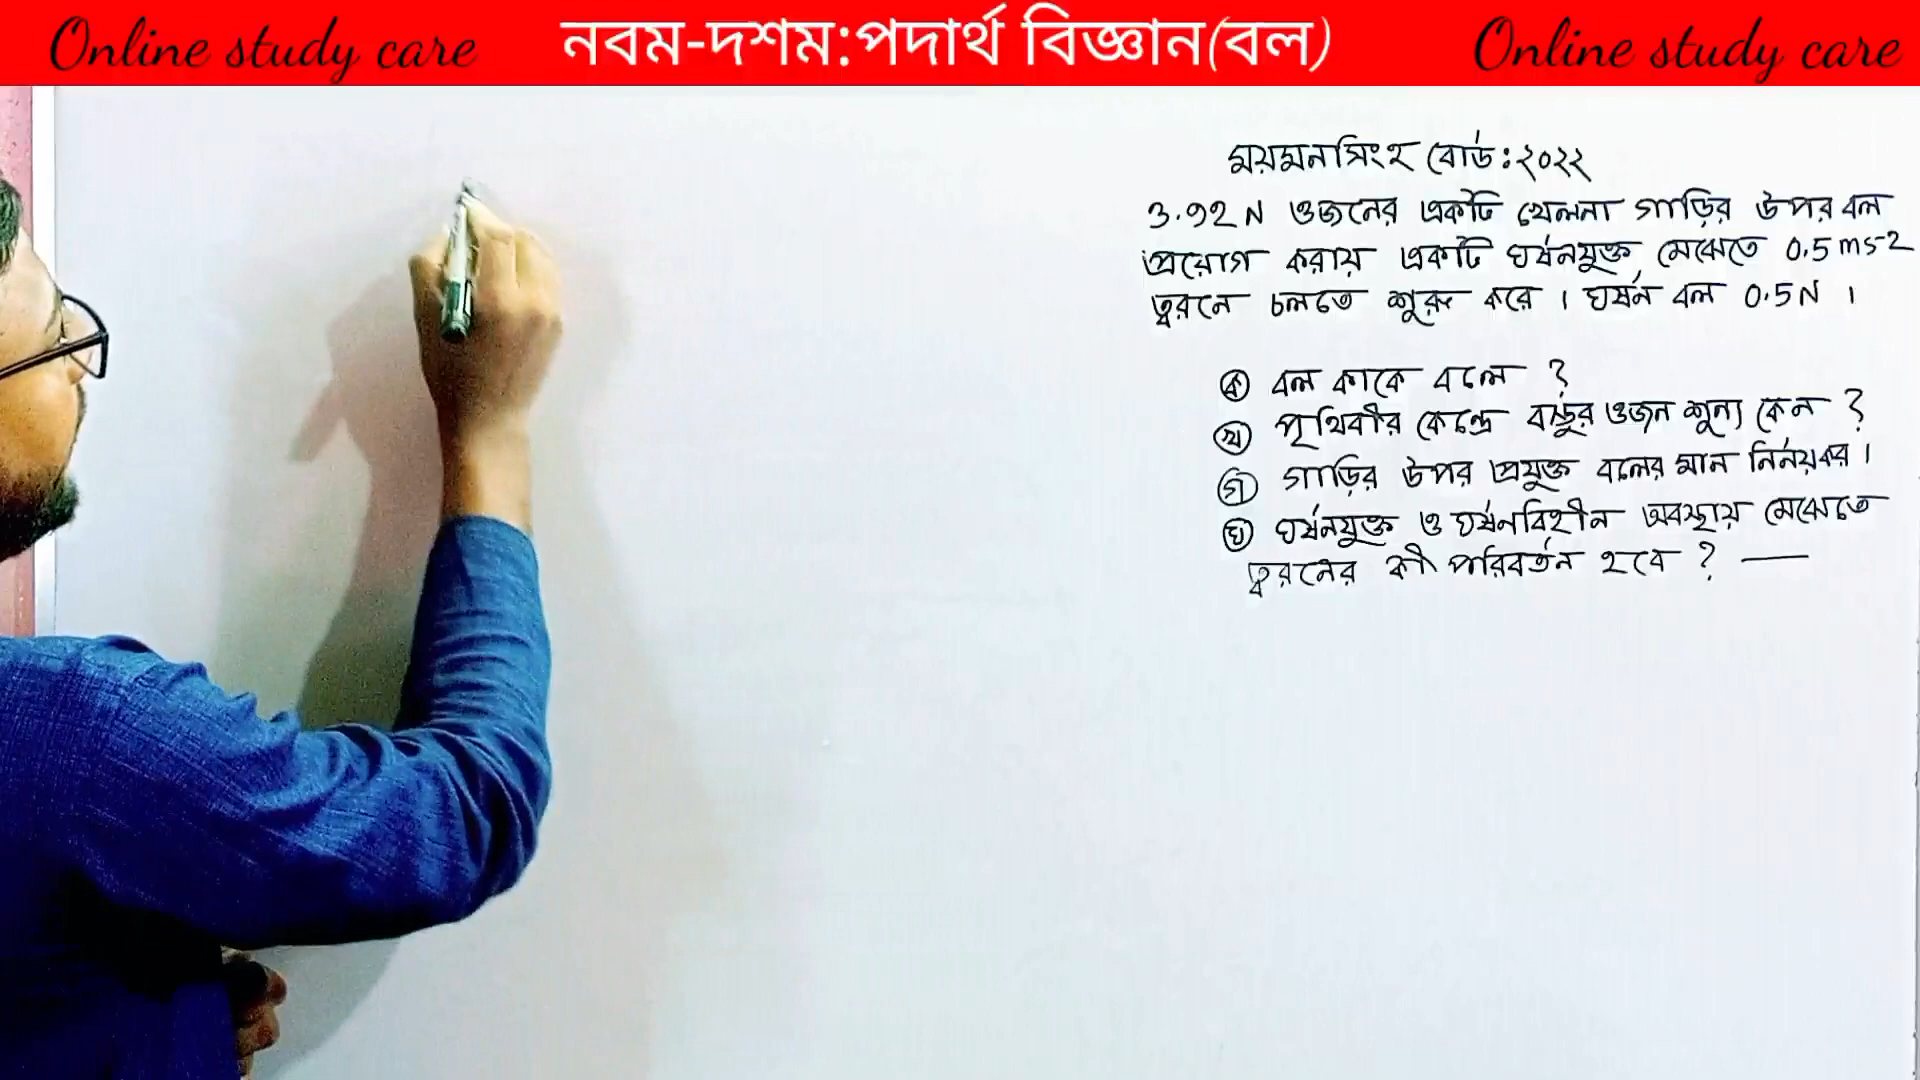 Online study care
নবম-দশম:পদার্থ বিজ্ঞান(বল)
Online study care
ময়মনসিংহ বোর্ড:২০২২
3.92 N ওজনের একটি খেলনা গাড়ির উপর বল
প্রয়োগ করায় একটি ঘর্ষনযুক্ত মেঝেতে 0.5 ms-2
ত্বরনে চলতে শুরু করে । ঘর্ষন বল 0.5 N ।
ক বল কাকে বলে ?
খ পৃথিবীর কেন্দ্রে বস্তুর ওজন শূন্য কেন ?
গ গাড়ির উপর প্রযুক্ত বলের মান নির্নয় কর ।
ঘ ঘর্ষনযুক্ত ও ঘর্ষনবিহীন অবস্থায় মেঝেতে
ত্বরনের কী পরিবর্তন হবে ? —